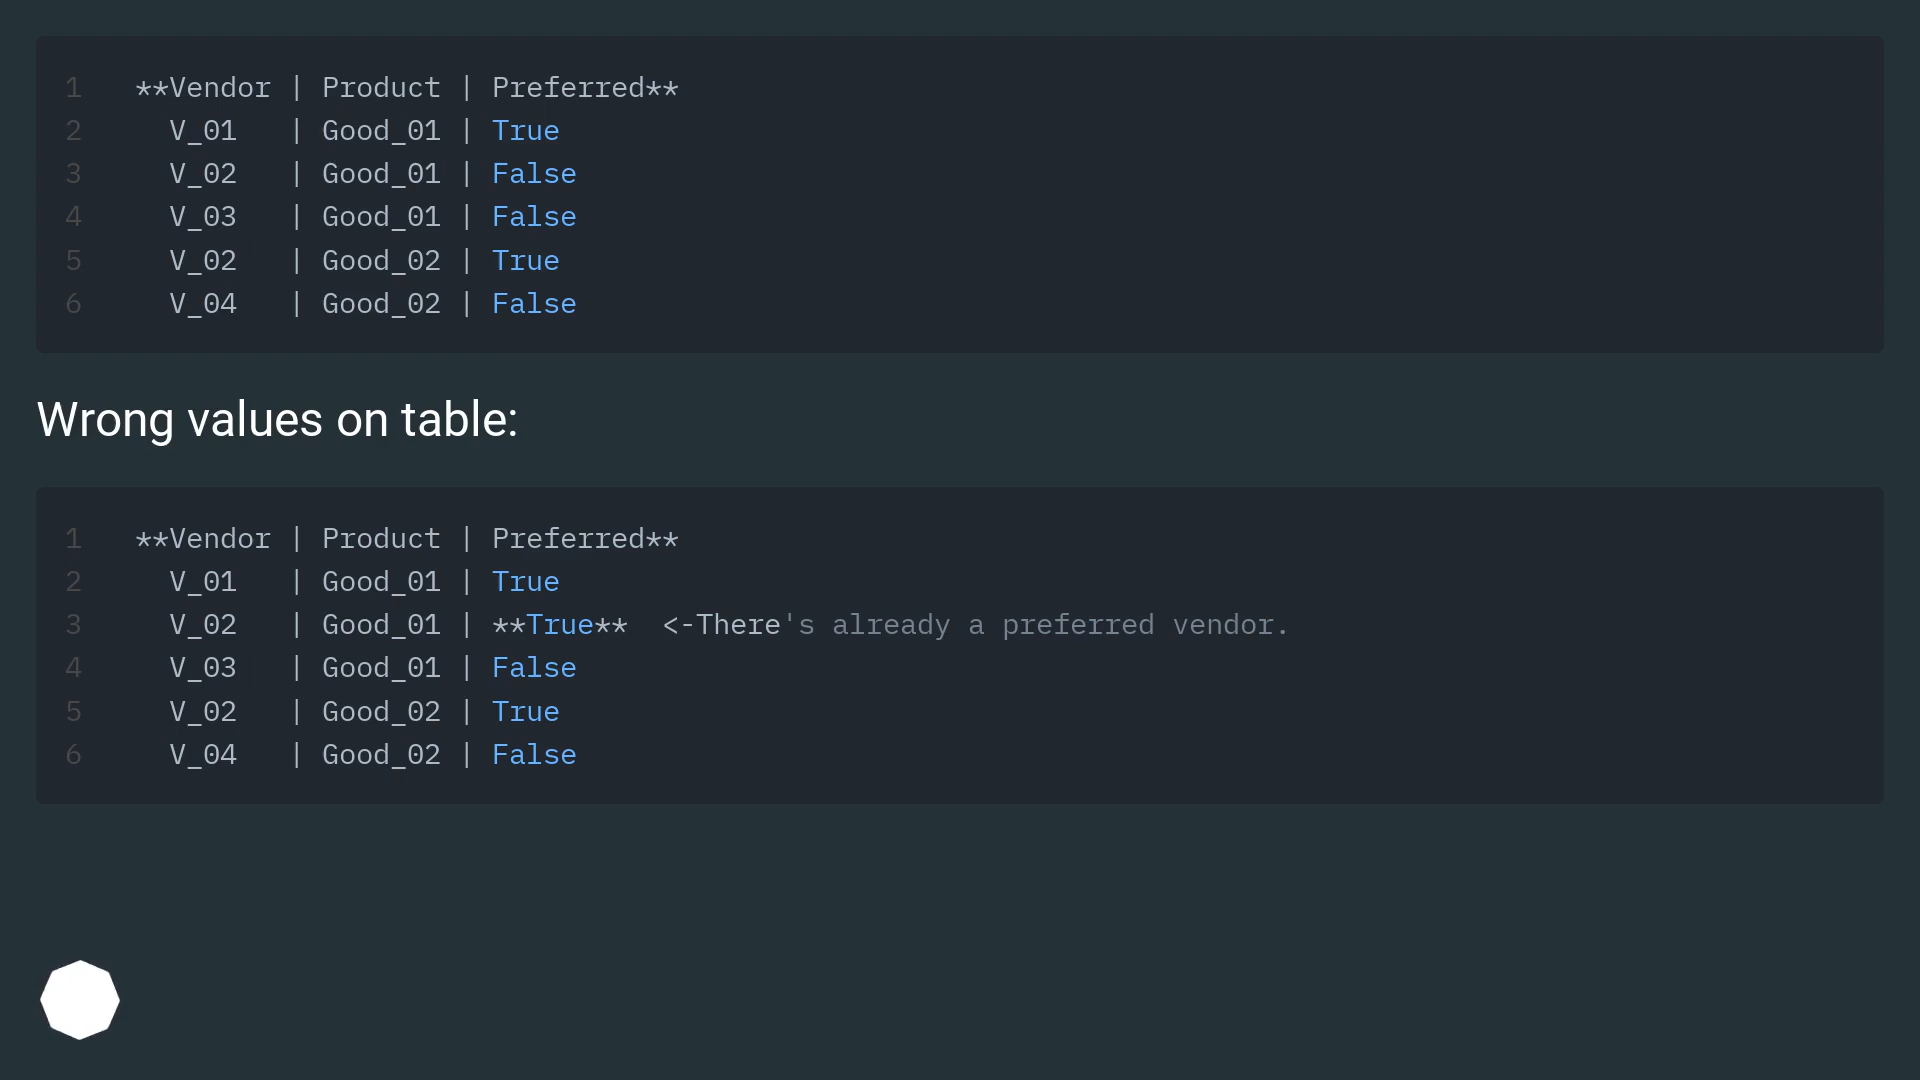 1 **Vendor | Product | Preferred**
2 V_01 | Good_01 | True
3 V_02 | Good_01 | False
4 V_03 | Good_01 | False
5 V_02 | Good_02 | True
6 V_04 | Good_02 | False
Wrong values on table:
1 **Vendor | Product | Preferred**
2 V_01 | Good_01 | True
3 V_02 | Good_01 | **True** <-There's already a preferred vendor.
4 V_03 | Good_01 | False
5 V_02 | Good_02 | True
6 V_04 | Good_02 | False